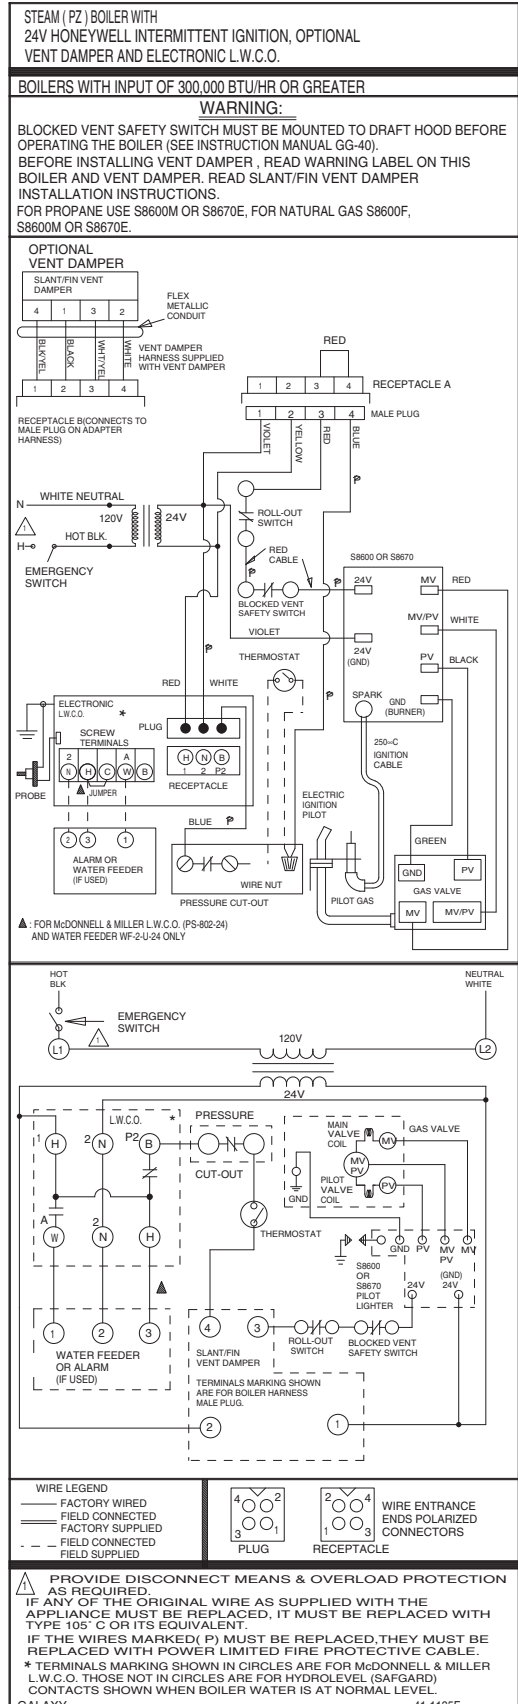 STEAM ( PZ ) BOILER WITH
24V HONEYWELL INTERMITTENT IGNITION, OPTIONAL
VENT DAMPER AND ELECTRONIC L.W.C.O.
BOILERS WITH INPUT OF 300,000 BTU/HR OR GREATER
WARNING:
BLOCKED VENT SAFETY SWITCH MUST BE MOUNTED TO DRAFT HOOD BEFORE
OPERATING THE BOILER (SEE INSTRUCTION MANUAL GG-40).
BEFORE INSTALLING VENT DAMPER , READ WARNING LABEL ON THIS
BOILER AND VENT DAMPER. READ SLANT/FIN VENT DAMPER
INSTALLATION INSTRUCTIONS.
FOR PROPANE USE S8600M OR S8670E, FOR NATURAL GAS S8600F,
S8600M OR S8670E.
OPTIONAL
VENT DAMPER
SLANT/FIN VENT
DAMPER
4 1 3 2
FLEX
METALLIC
CONDUIT
BLK/YEL
BLACK
WHT/YEL
WHITE
VENT DAMPER
HARNESS SUPPLIED
WITH VENT DAMPER
1 2 3 4
RECEPTACLE B(CONNECTS TO
MALE PLUG ON ADAPTER
HARNESS)
RED
1 2 3 4
RECEPTACLE A
1 2 3 4
MALE PLUG
VIOLET
YELLOW
RED
BLUE
P
N
WHITE NEUTRAL
120V
24V
1
H
HOT BLK.
EMERGENCY
SWITCH
ROLL-OUT
SWITCH
RED
CABLE
P
BLOCKED VENT
SAFETY SWITCH
P
VIOLET
P
THERMOSTAT
S8600 OR S8670
24V
MV
RED
MV/PV
WHITE
24V
(GND)
PV
BLACK
SPARK
GND
(BURNER)
P
RED
WHITE
ELECTRONIC
L.W.C.O.
*
PLUG
SCREW
TERMINALS
2 A
N H C W B
JUMPER
H N B
1 2 P2
RECEPTACLE
PROBE
250°C
IGNITION
CABLE
ELECTRIC
IGNITION
PILOT
BLUE
P
2 3 1
ALARM OR
WATER FEEDER
(IF USED)
WIRE NUT
PRESSURE CUT-OUT
PILOT GAS
GREEN
GND
PV
GAS VALVE
MV
MV/PV
: FOR McDONNELL & MILLER L.W.C.O. (PS-802-24)
AND WATER FEEDER WF-2-U-24 ONLY
HOT
BLK
NEUTRAL
WHITE
EMERGENCY
SWITCH
1
L1
120V
L2
24V
L.W.C.O.
*
1 H
2 N
P2 B
PRESSURE
CUT-OUT
MAIN
VALVE
COIL
MV
GAS VALVE
MV
PV
PILOT
VALVE
COIL
PV
GND
A
W
2
N
H
THERMOSTAT
GND PV MV
PV MV
S8600
OR
S8670
PILOT
LIGHTER
24V
(GND)
24V
1 2 3
WATER FEEDER
OR ALARM
(IF USED)
4
3
ROLL-OUT
SWITCH
BLOCKED VENT
SAFETY SWITCH
SLANT/FIN
VENT DAMPER
TERMINALS MARKING SHOWN
ARE FOR BOILER HARNESS
MALE PLUG.
2
1
WIRE LEGEND
FACTORY WIRED
FIELD CONNECTED
FACTORY SUPPLIED
FIELD CONNECTED
FIELD SUPPLIED
4 2
3 1
PLUG
2 4
1 3
RECEPTACLE
WIRE ENTRANCE
ENDS POLARIZED
CONNECTORS
1
PROVIDE DISCONNECT MEANS & OVERLOAD PROTECTION
AS REQUIRED.
IF ANY OF THE ORIGINAL WIRE AS SUPPLIED WITH THE
APPLIANCE MUST BE REPLACED, IT MUST BE REPLACED WITH
TYPE 105° C OR ITS EQUIVALENT.
IF THE WIRES MARKED( P) MUST BE REPLACED,THEY MUST BE
REPLACED WITH POWER LIMITED FIRE PROTECTIVE CABLE.
* TERMINALS MARKING SHOWN IN CIRCLES ARE FOR McDONNELL & MILLER
L.W.C.O. THOSE NOT IN CIRCLES ARE FOR HYDROLEVEL (SAFGARD)
CONTACTS SHOWN WHEN BOILER WATER IS AT NORMAL LEVEL.